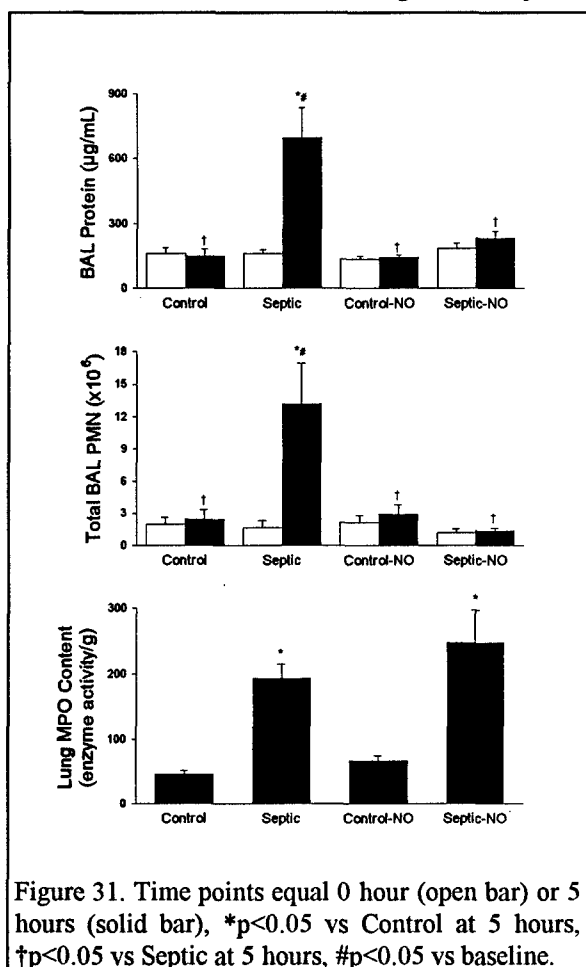 900
*#
600
BAL Protein (µg/mL)
300
†
†
†
0
Control
Septic
Control-NO
Septic-NO
18
*#
15
12
Total BAL PMN (x10⁶)
9
6
3
†
†
†
0
Control
Septic
Control-NO
Septic-NO
300
*
*
200
Lung MPO Content
(enzyme activity/g)
100
0
Control
Septic
Control-NO
Septic-NO
Figure 31. Time points equal 0 hour (open bar) or 5
hours (solid bar), *p<0.05 vs Control at 5 hours,
†p<0.05 vs Septic at 5 hours, #p<0.05 vs baseline.